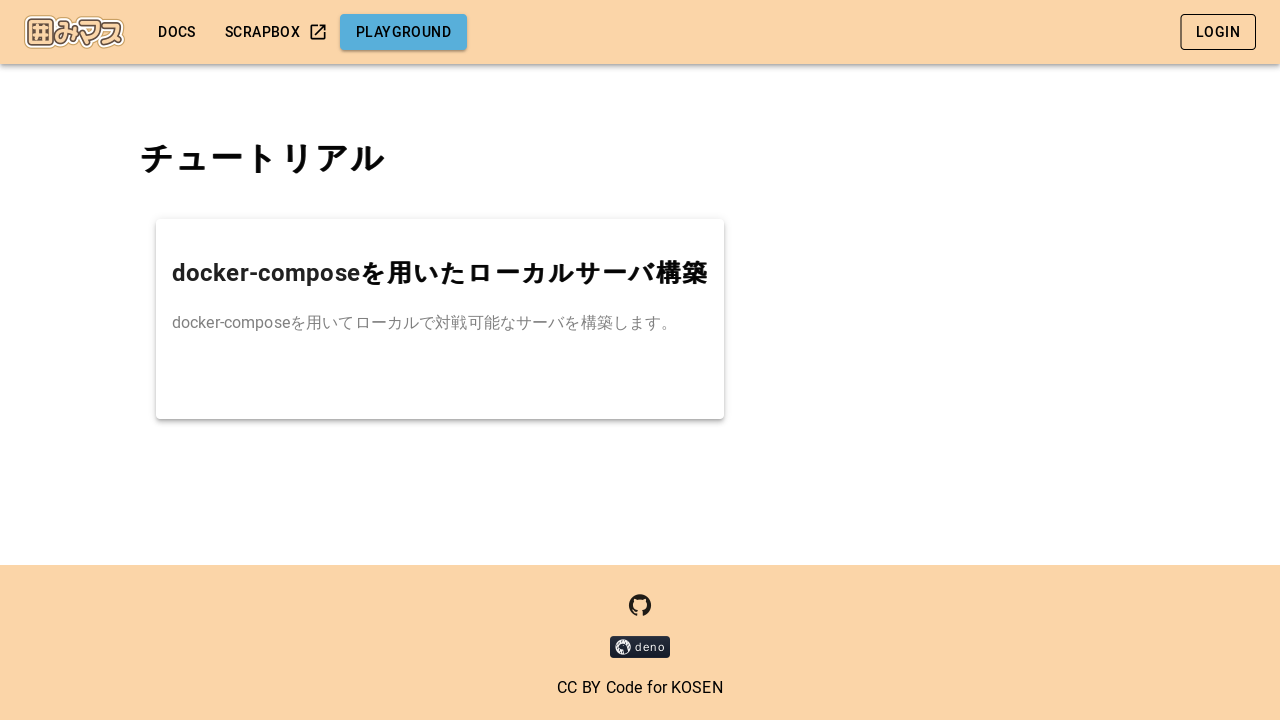 囲みマス
DOCS
SCRAPBOX
PLAYGROUND
LOGIN
チュートリアル
docker-composeを用いたローカルサーバ構築
docker-composeを用いてローカルで対戦可能なサーバを構築します。
deno
CC BY Code for KOSEN